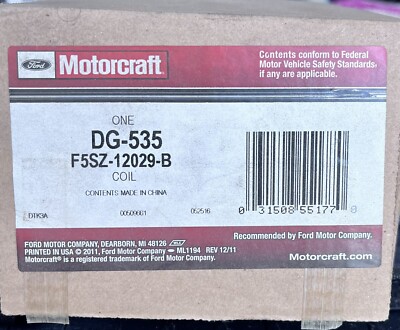 Ford
Motorcraft®
Contents conform to Federal
Motor Vehicle Safety Standards,
if any are applicable.
ONE
DG-535
F5SZ-12029-B
COIL
CONTENTS MADE IN CHINA
DTK3A 00509661 052516
0 31508 55177 8
Recommended by Ford Motor Company.
FORD MOTOR COMPANY, DEARBORN, MI 48126
PRINTED IN USA © 2011, Ford Motor Company ML1194 REV 12/11
Motorcraft® is a registered trademark of Ford Motor Company.
Motorcraft.com